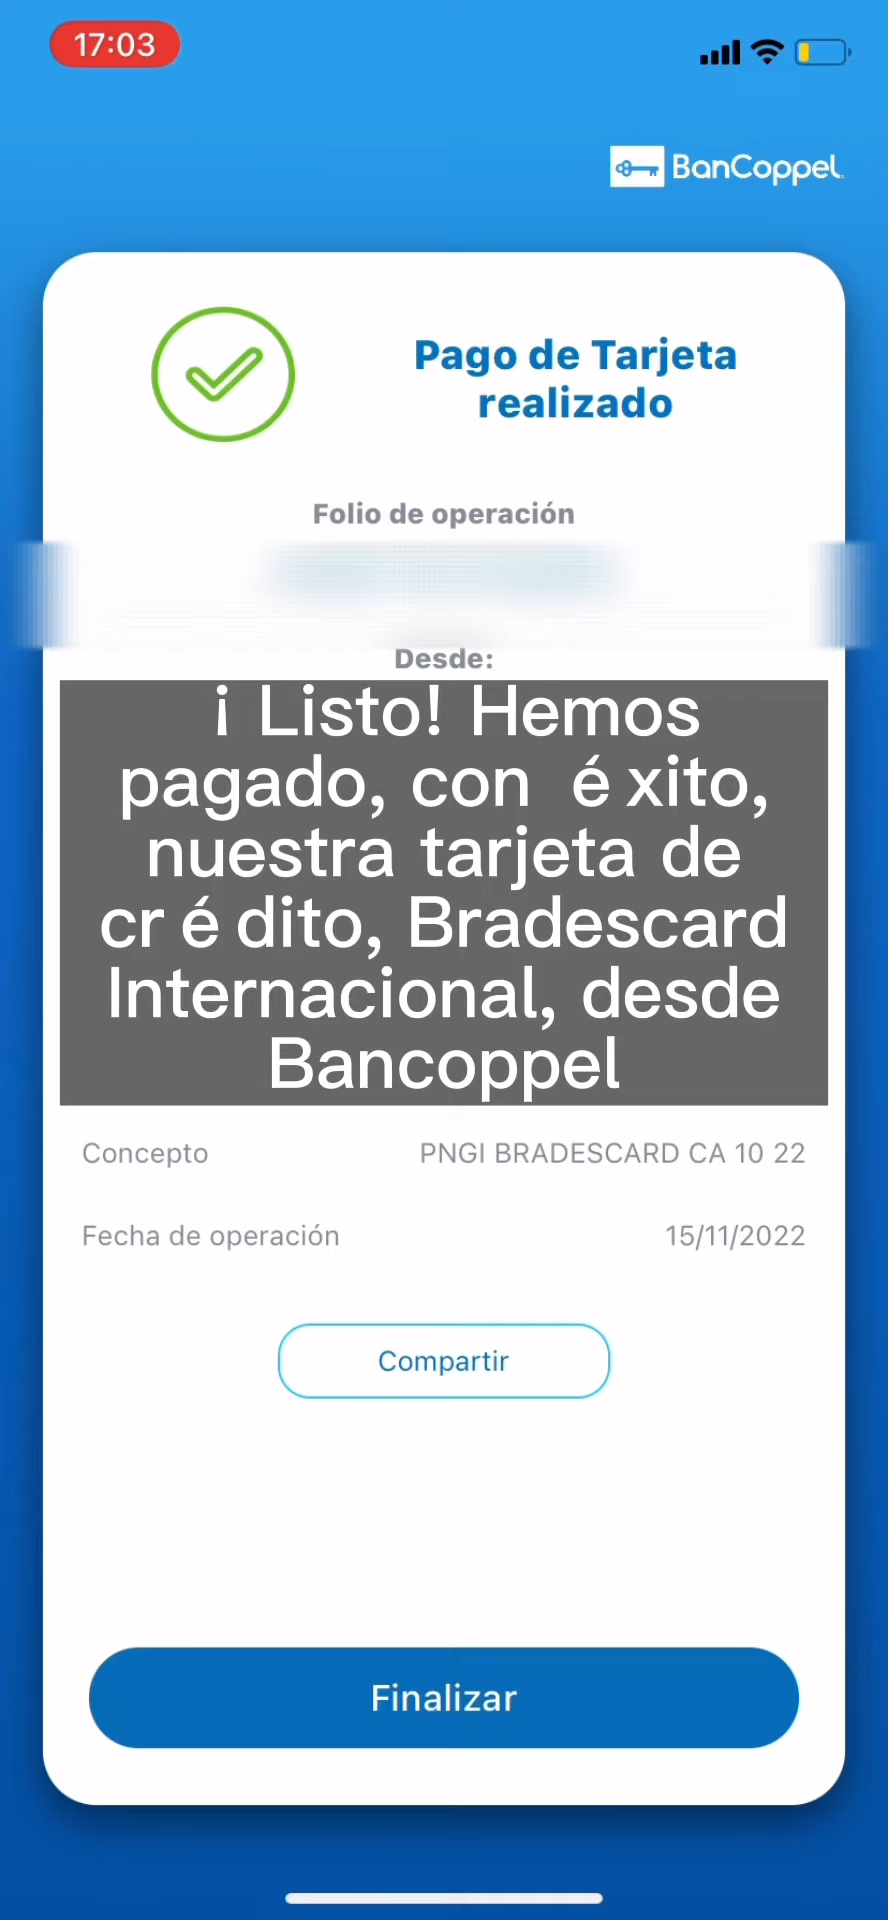 17:03
BanCoppel
Pago de Tarjeta
realizado
Folio de operación
Desde:
¡ Listo! Hemos
pagado, con é xito,
nuestra tarjeta de
cr é dito, Bradescard
Internacional, desde
Bancoppel
Concepto PNGI BRADESCARD CA 10 22
Fecha de operación 15/11/2022
Compartir
Finalizar